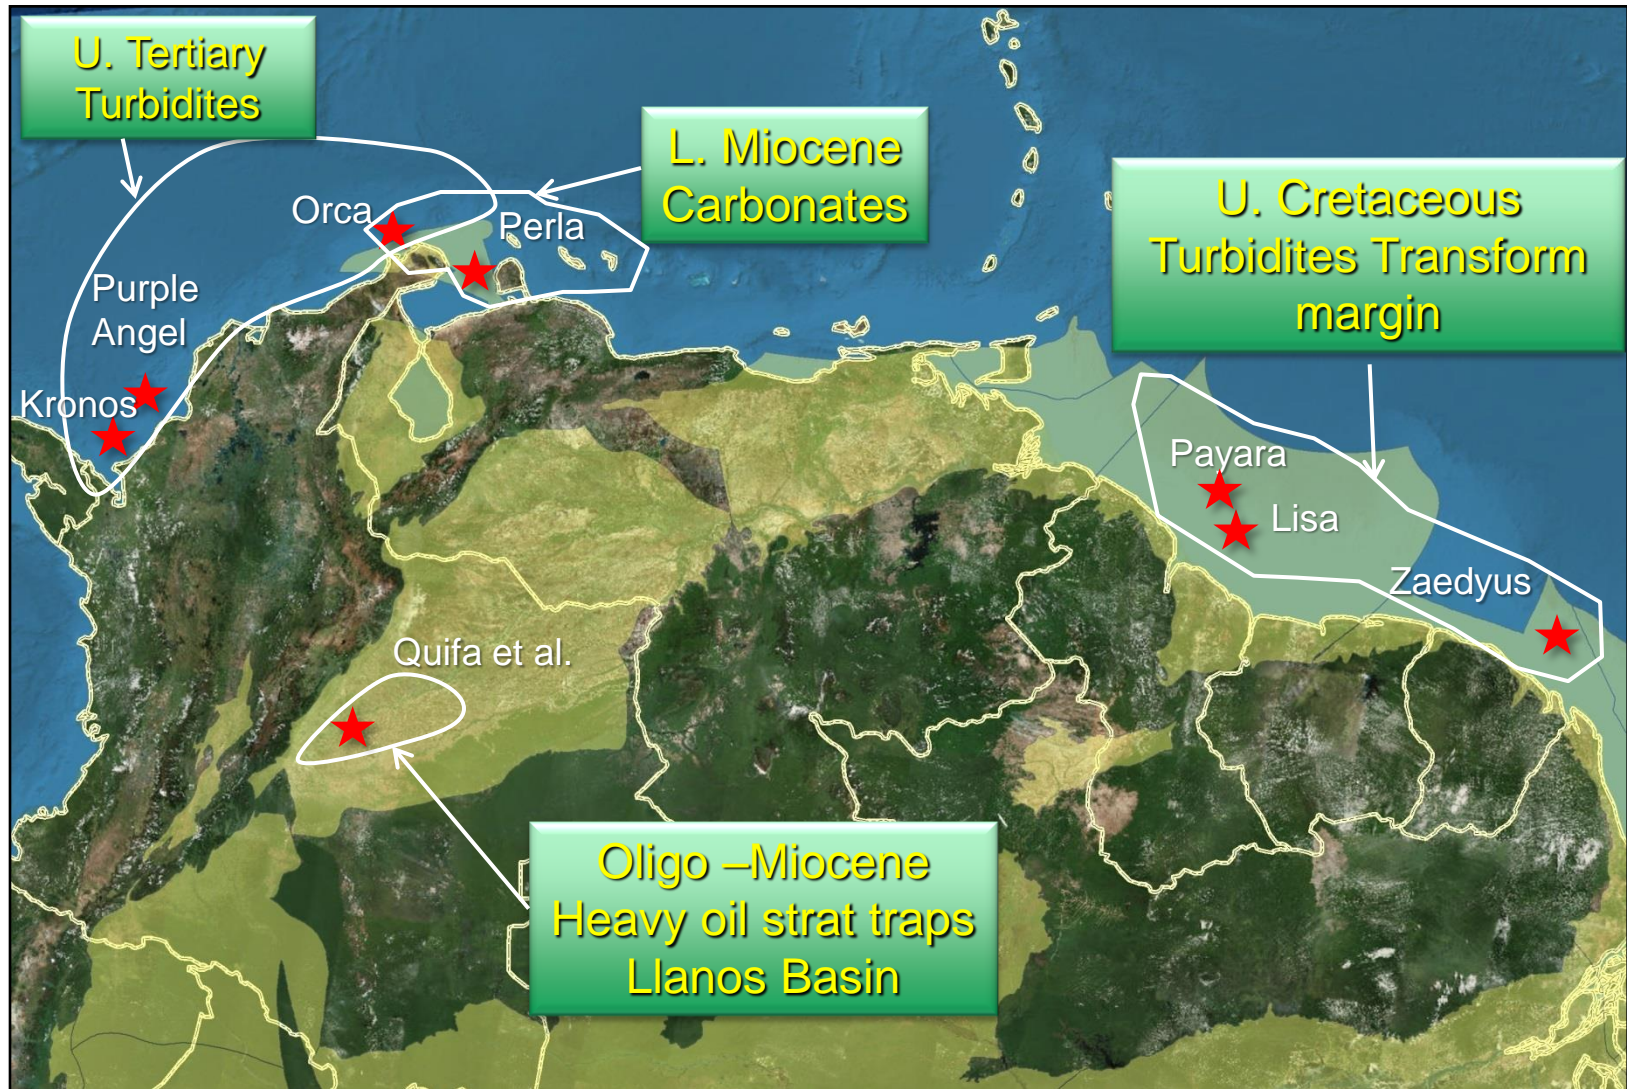 U. Tertiary
Turbidites
L. Miocene
Carbonates
U. Cretaceous
Turbidites Transform
margin
Orca
Perla
Purple
Angel
Kronos
Payara
Lisa
Zaedyus
Quifa et al.
Oligo –Miocene
Heavy oil strat traps
Llanos Basin